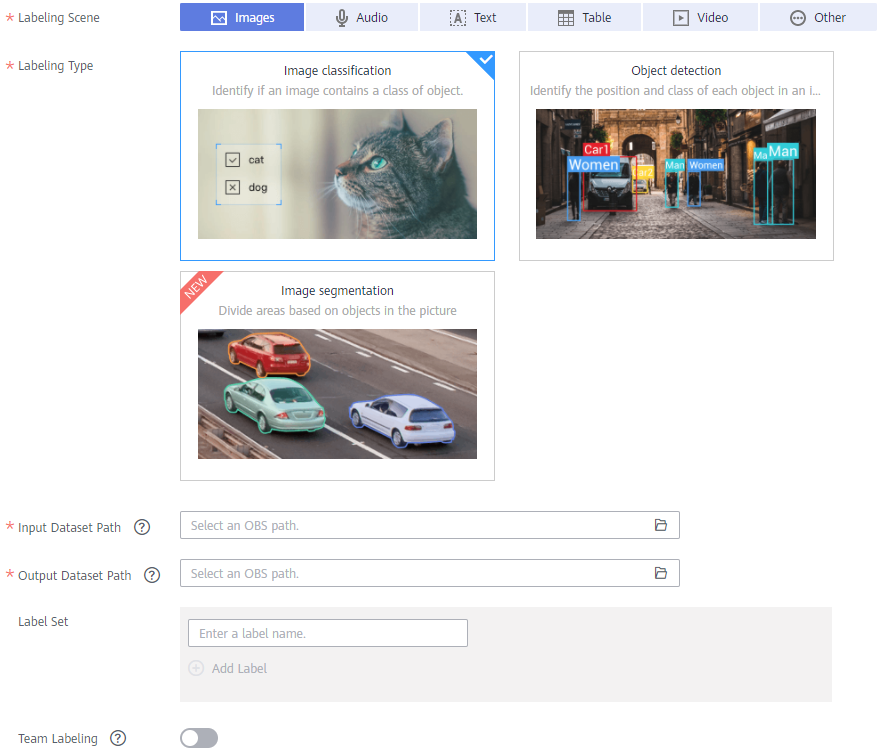 * Labeling Scene
Images
Audio
Text
Table
Video
Other
* Labeling Type
Image classification
Identify if an image contains a class of object.
cat
dog
Object detection
Identify the position and class of each object in an i...
Car1
Women
Car2
Man
Women
Ma
Man
NEW
Image segmentation
Divide areas based on objects in the picture
* Input Dataset Path ?
Select an OBS path.
* Output Dataset Path ?
Select an OBS path.
Label Set
Enter a label name.
Add Label
Team Labeling ?